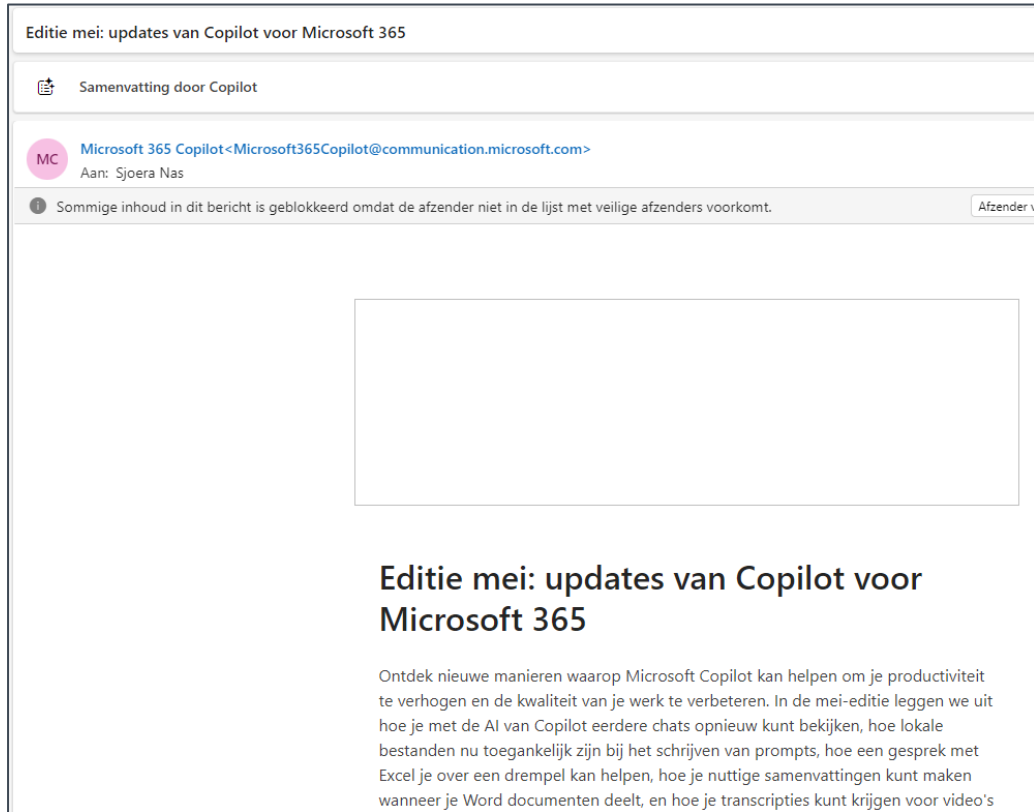 Editie mei: updates van Copilot voor Microsoft 365
Samenvatting door Copilot
MC
Microsoft 365 Copilot<Microsoft365Copilot@communication.microsoft.com>
Aan: Sjoera Nas
Sommige inhoud in dit bericht is geblokkeerd omdat de afzender niet in de lijst met veilige afzenders voorkomt.
Afzender
Editie mei: updates van Copilot voor
Microsoft 365
Ontdek nieuwe manieren waarop Microsoft Copilot kan helpen om je productiviteit
te verhogen en de kwaliteit van je werk te verbeteren. In de mei-editie leggen we uit
hoe je met de AI van Copilot eerdere chats opnieuw kunt bekijken, hoe lokale
bestanden nu toegankelijk zijn bij het schrijven van prompts, hoe een gesprek met
Excel je over een drempel kan helpen, hoe je nuttige samenvattingen kunt maken
wanneer je Word documenten deelt, en hoe je transcripties kunt krijgen voor video's